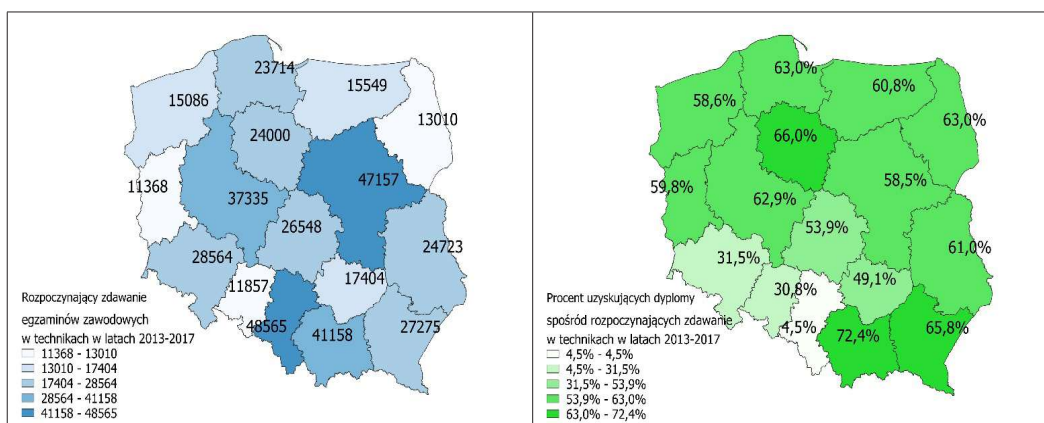 23714
15549
15086
13010
24000
47157
11368
37335
26548
24723
28564
17404
11857
48565
41158
27275
Rozpoczynający zdawanie
egzaminów zawodowych
w technikach w latach 2013-2017
11368 - 13010
13010 - 17404
17404 - 28564
28564 - 41158
41158 - 48565
63,0%
60,8%
58,6%
63,0%
66,0%
58,5%
59,8%
62,9%
53,9%
61,0%
31,5%
49,1%
30,8%
4,5%
72,4%
65,8%
Procent uzyskujących dyplomy
spośród rozpoczynających zdawanie
w technikach w latach 2013-2017
4,5% - 4,5%
4,5% - 31,5%
31,5% - 53,9%
53,9% - 63,0%
63,0% - 72,4%